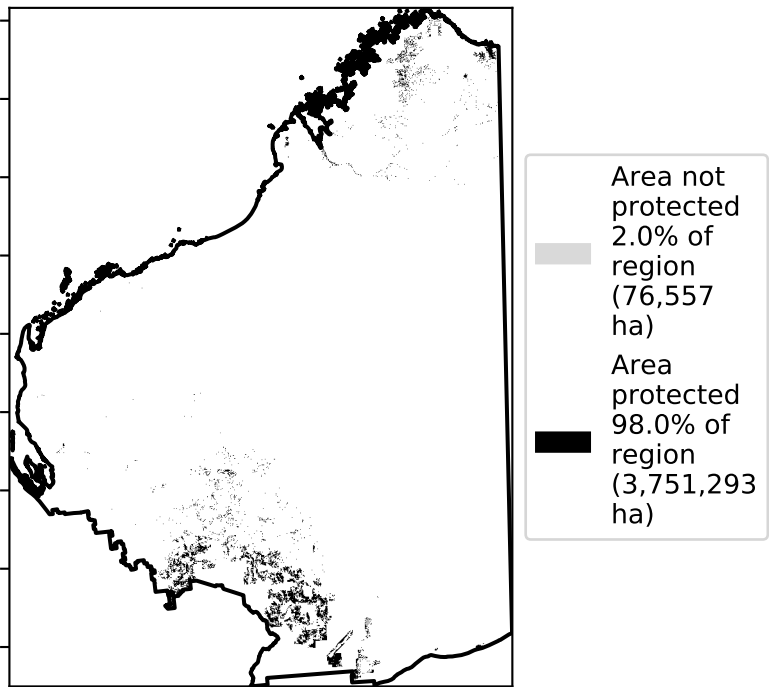 Area not
protected
2.0% of
region
(76,557
ha)
Area
protected
98.0% of
region
(3,751,293
ha)